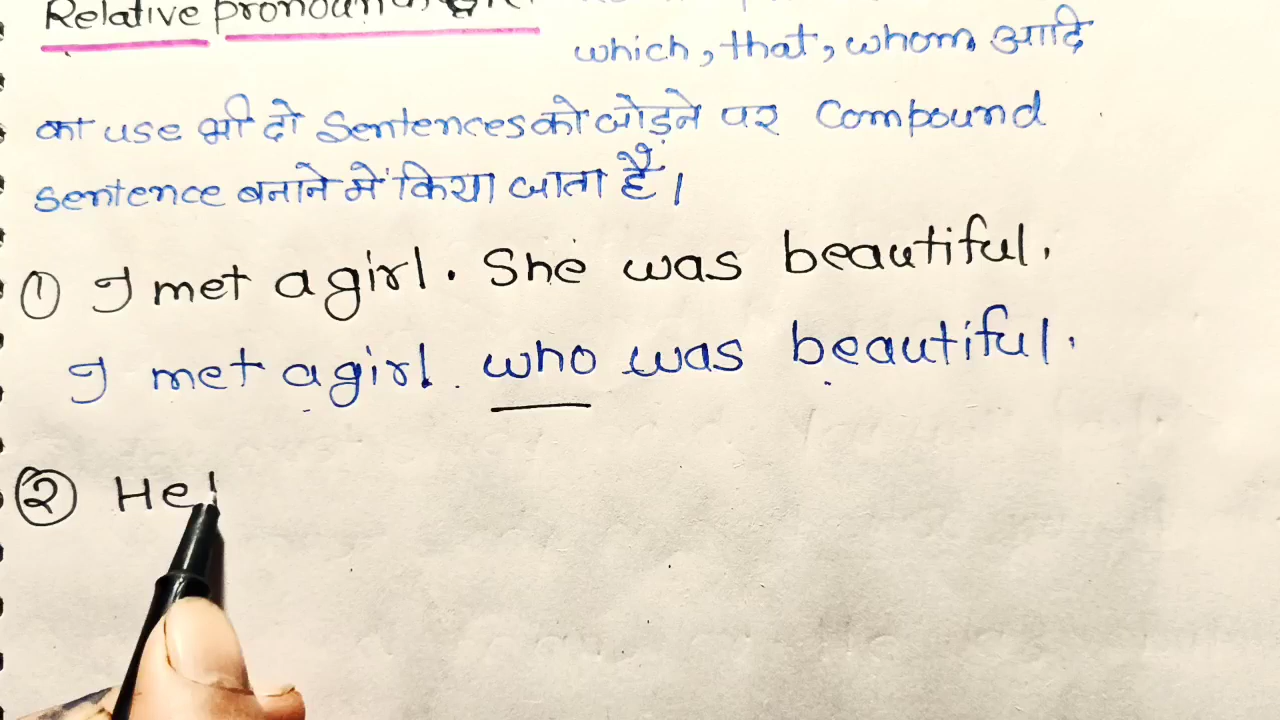 Relative pronoun के द्वारा
which, that, whom आदि
का use भी दो Sentences को जोड़ने पर Compound
sentence बनाने में किया जाता है।
① I met a girl. She was beautiful.
I met a girl who was beautiful.
② He